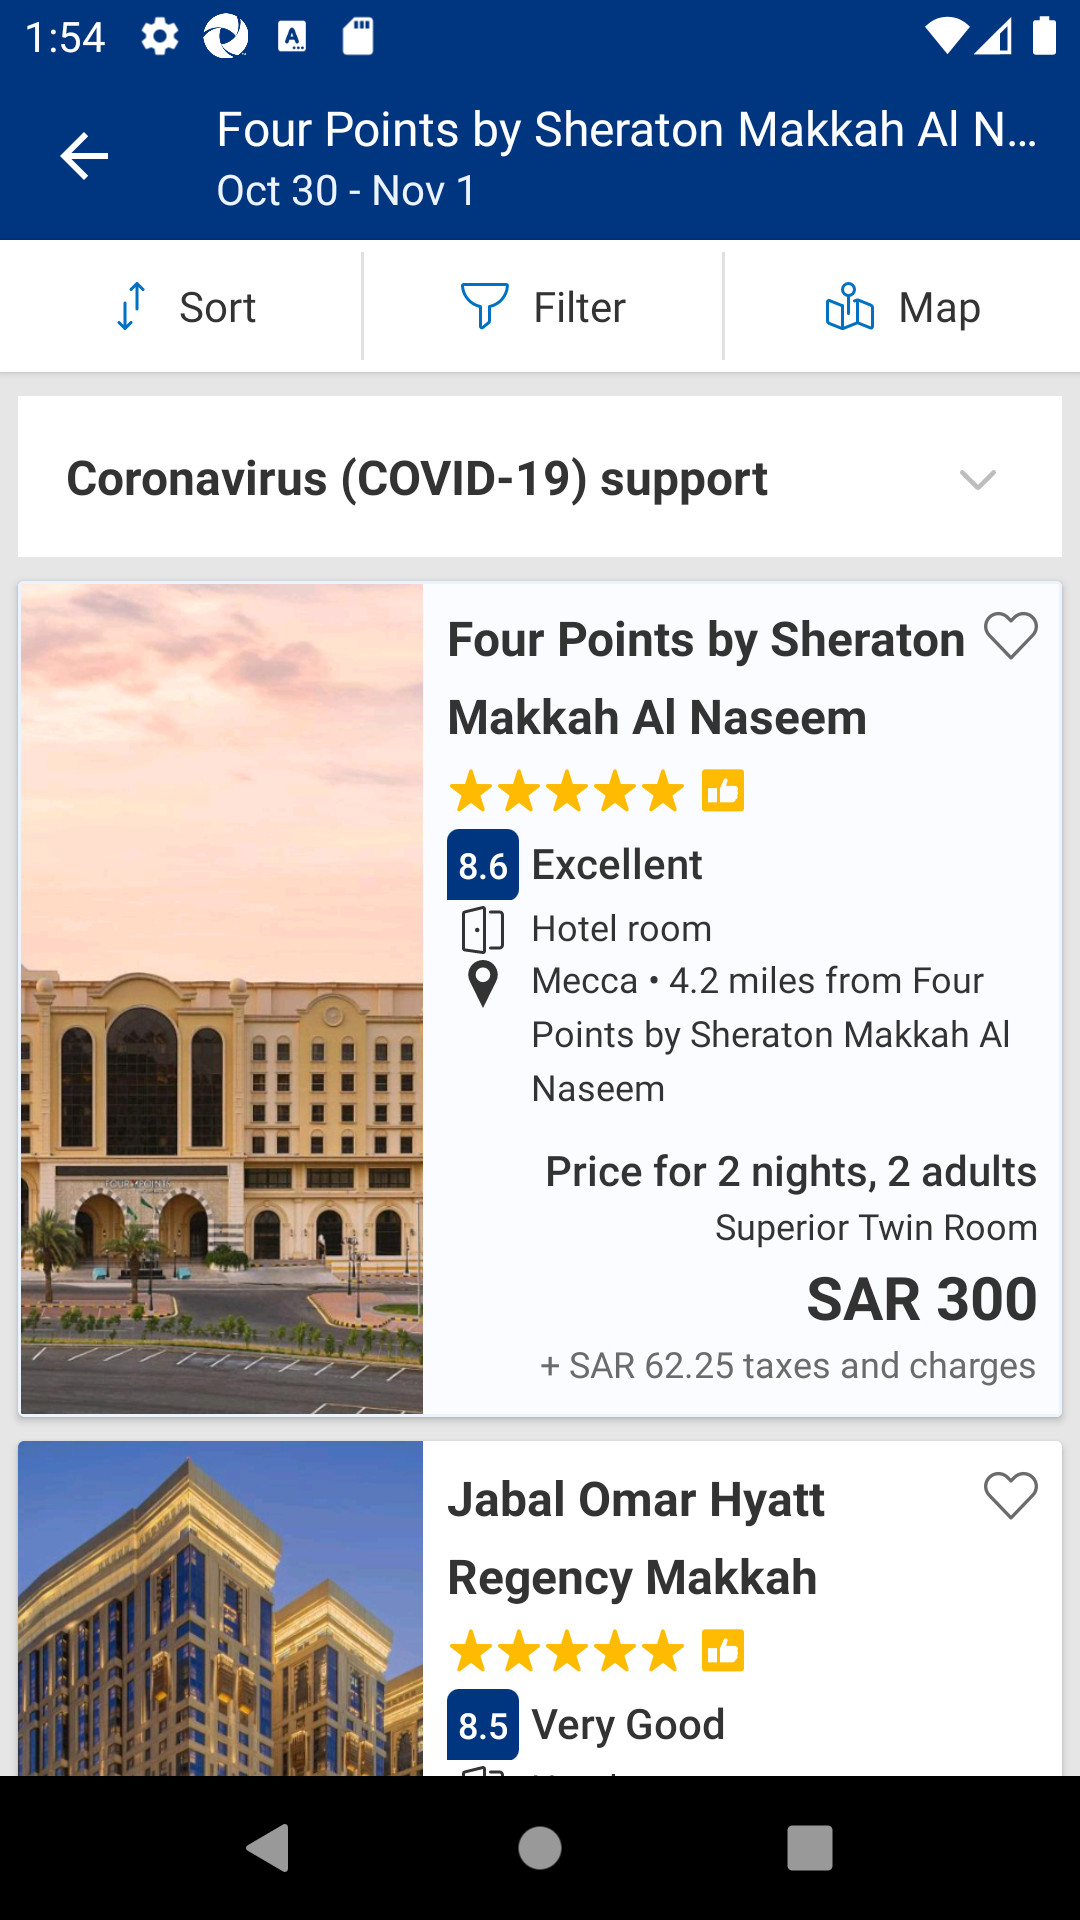 1:54
Four Points by Sheraton Makkah Al N...
Oct 30 - Nov 1
Sort
Filter
Map
Coronavirus (COVID-19) support
Four Points by Sheraton
Makkah Al Naseem
8.6 Excellent
Hotel room
Mecca • 4.2 miles from Four
Points by Sheraton Makkah Al
Naseem
Price for 2 nights, 2 adults
Superior Twin Room
SAR 300
+ SAR 62.25 taxes and charges
Jabal Omar Hyatt
Regency Makkah
8.5 Very Good